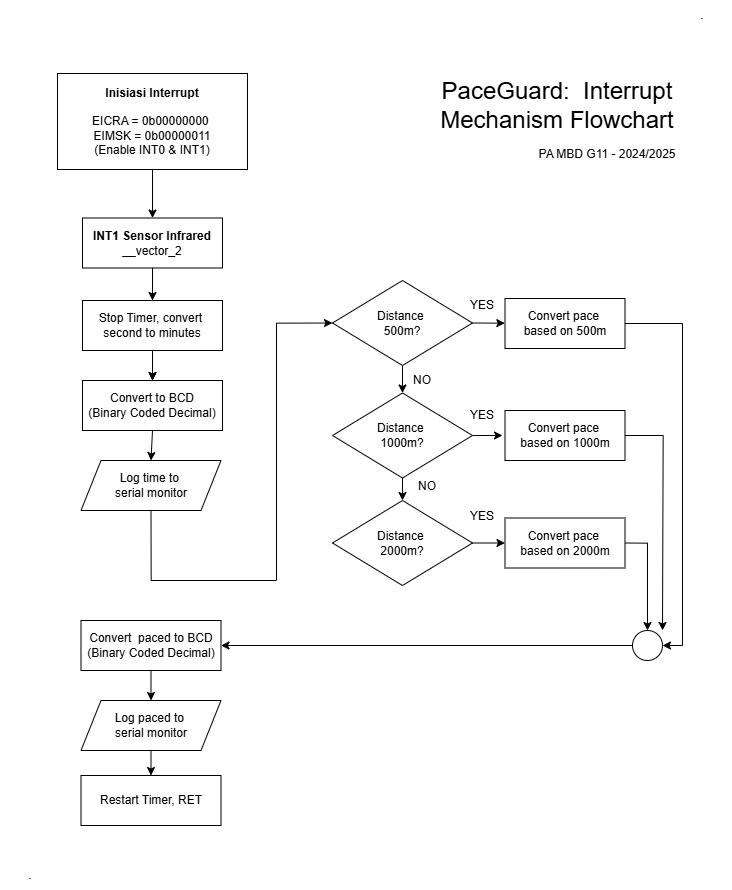 PaceGuard: Interrupt
Mechanism Flowchart
PA MBD G11 - 2024/2025
Inisiasi Interrupt
EICRA = 0b00000000
EIMSK = 0b00000011
(Enable INT0 & INT1)
INT1 Sensor Infrared
__vector_2
Stop Timer, convert
second to minutes
Convert to BCD
(Binary Coded Decimal)
Log time to
serial monitor
Distance
500m?
YES
Convert pace
based on 500m
NO
Distance
1000m?
YES
Convert pace
based on 1000m
NO
Distance
2000m?
YES
Convert pace
based on 2000m
Convert paced to BCD
(Binary Coded Decimal)
Log paced to
serial monitor
Restart Timer, RET